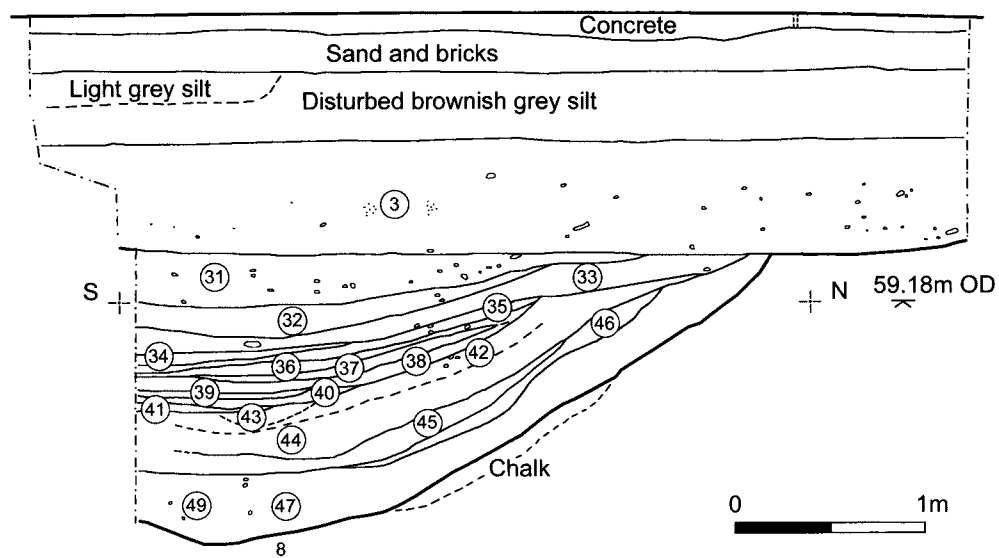 Concrete
Sand and bricks
Light grey silt
Disturbed brownish grey silt
3
31
33
S
N 59.18m OD
32
35
46
34
36
37
38
42
39
40
41
43
44
45
Chalk
49
47
0 1m
8